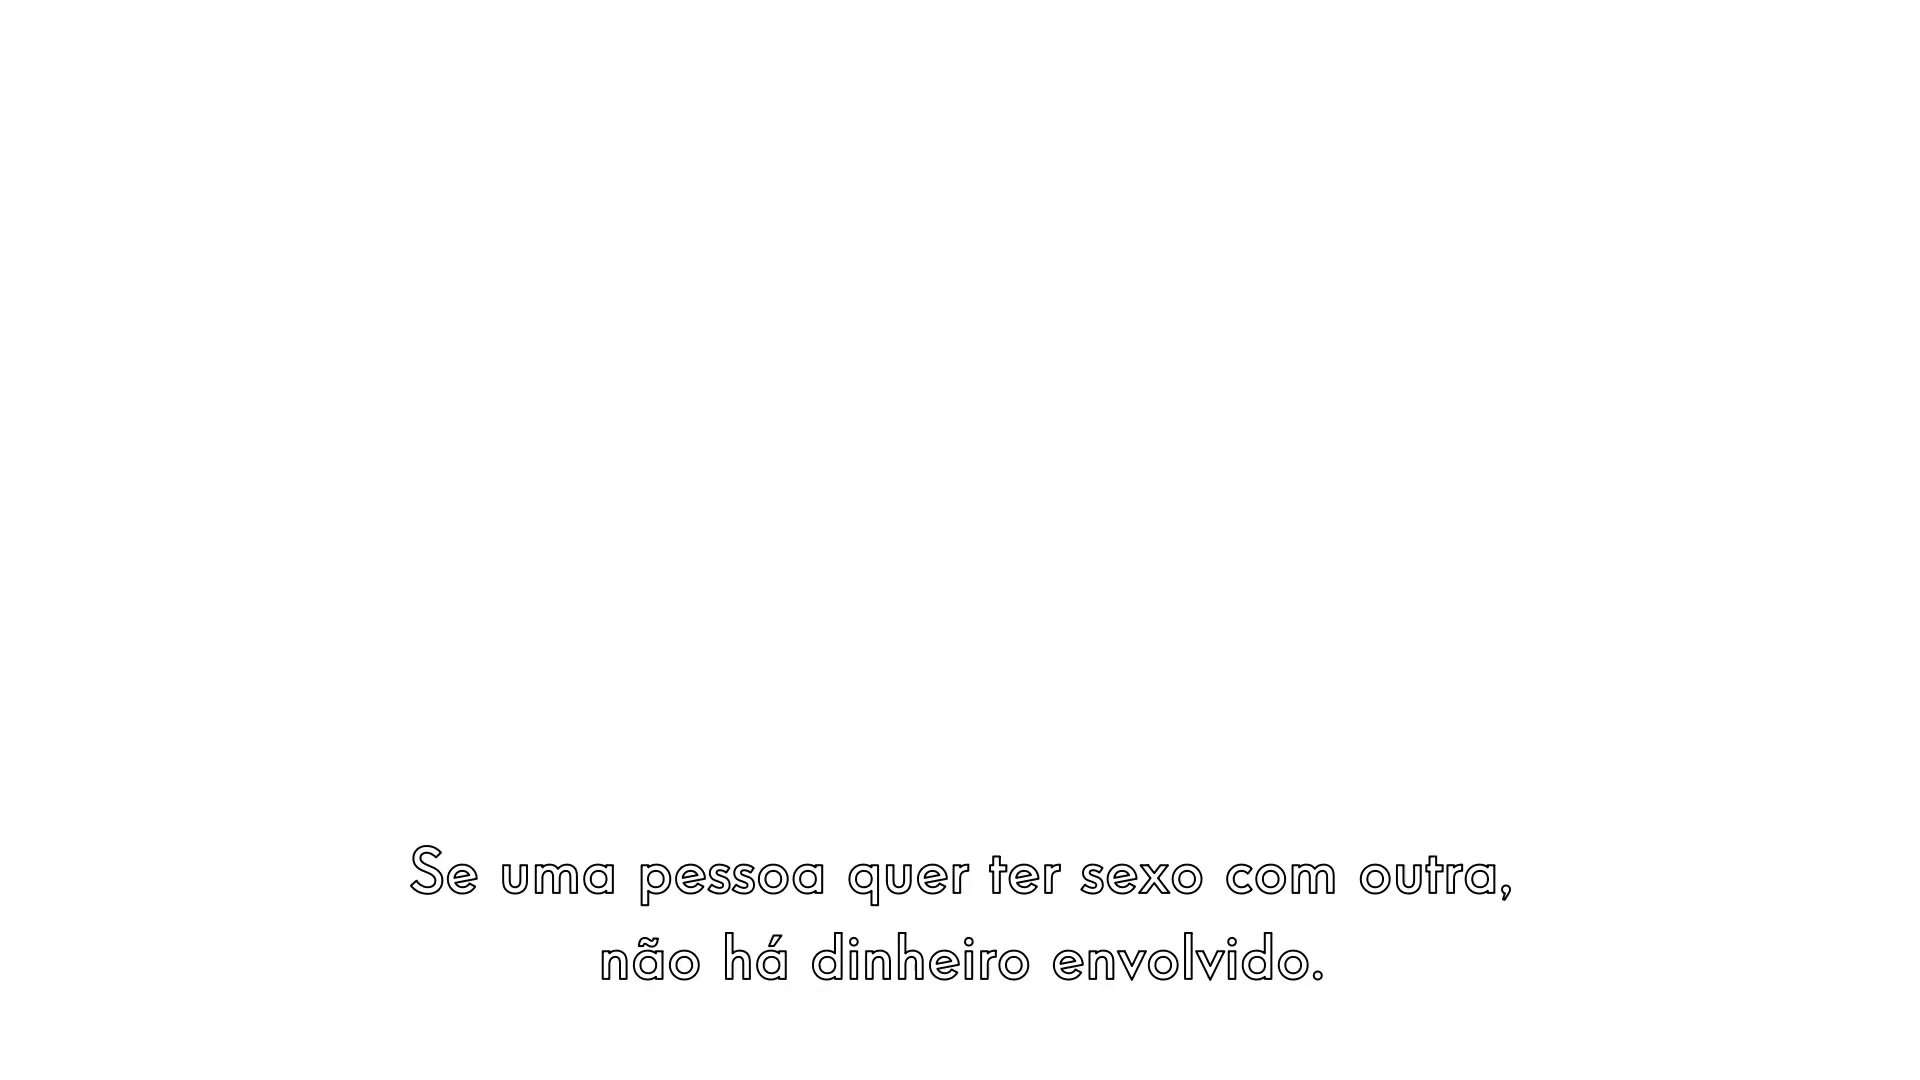 Se uma pessoa quer ter sexo com outra,
não há dinheiro envolvido.